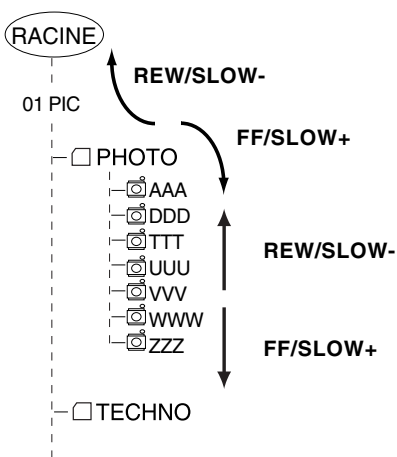 RACINE
REW/SLOW-
01 PIC
FF/SLOW+
PHOTO
AAA
DDD
TTT
REW/SLOW-
UUU
VVV
WWW
ZZZ
FF/SLOW+
TECHNO